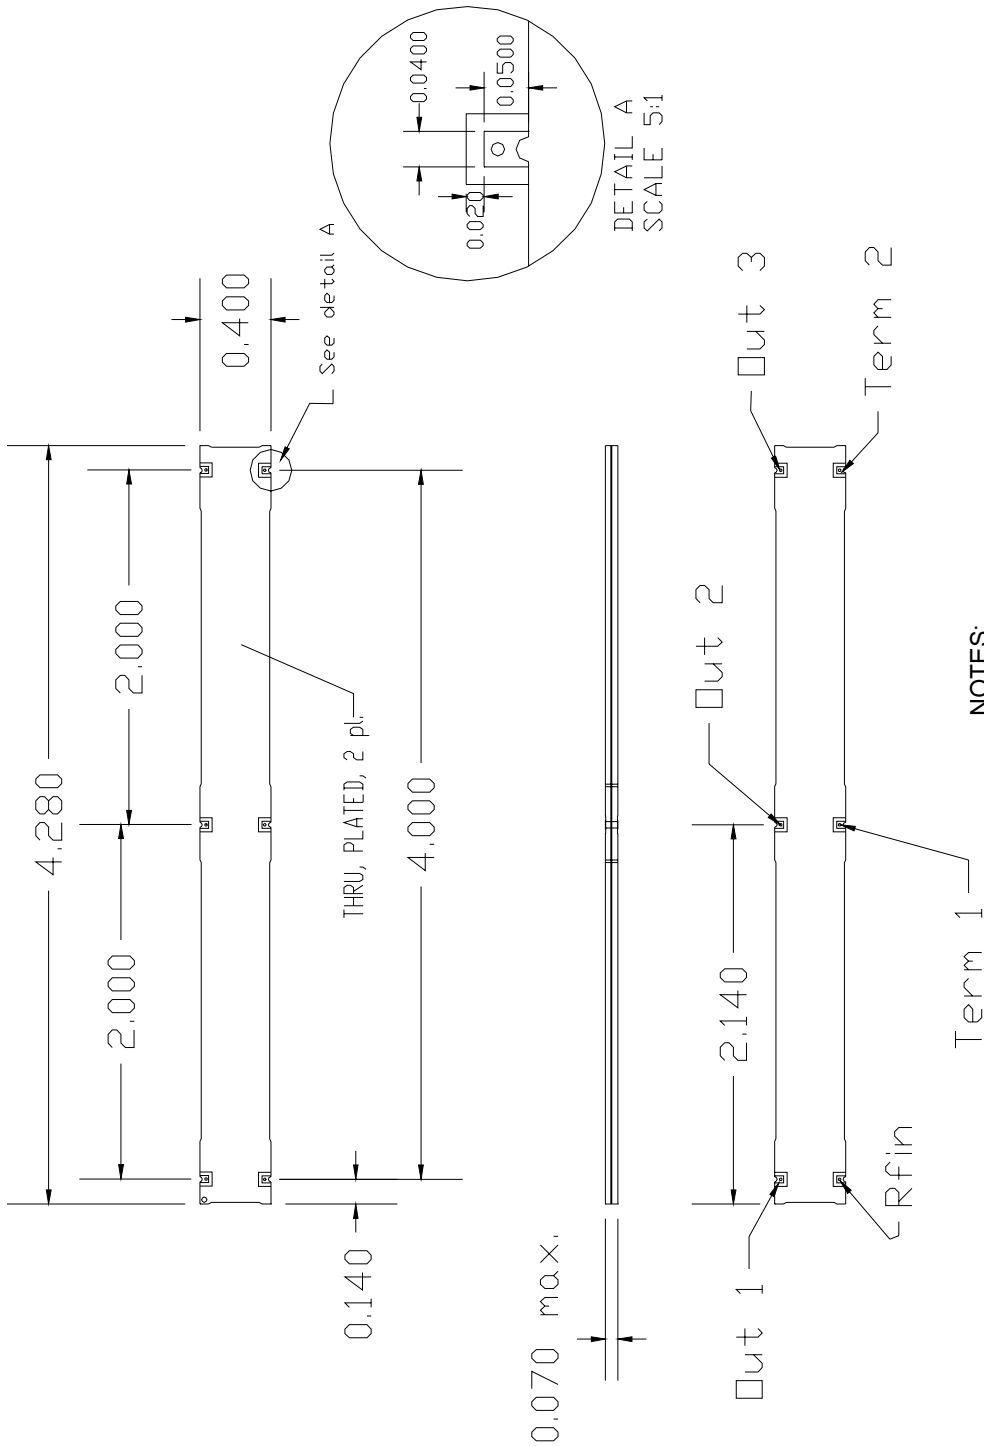 4.280
2.000
2.000
0.140
THRU, PLATED, 2 pl.
4.000
0.400
See detail A
0.020
0.0400
0.0500
DETAIL A
SCALE 5:1
0.070 max.
2.140
Out 1
Rfin
Out 2
Term 1
Out 3
Term 2
NOTES: